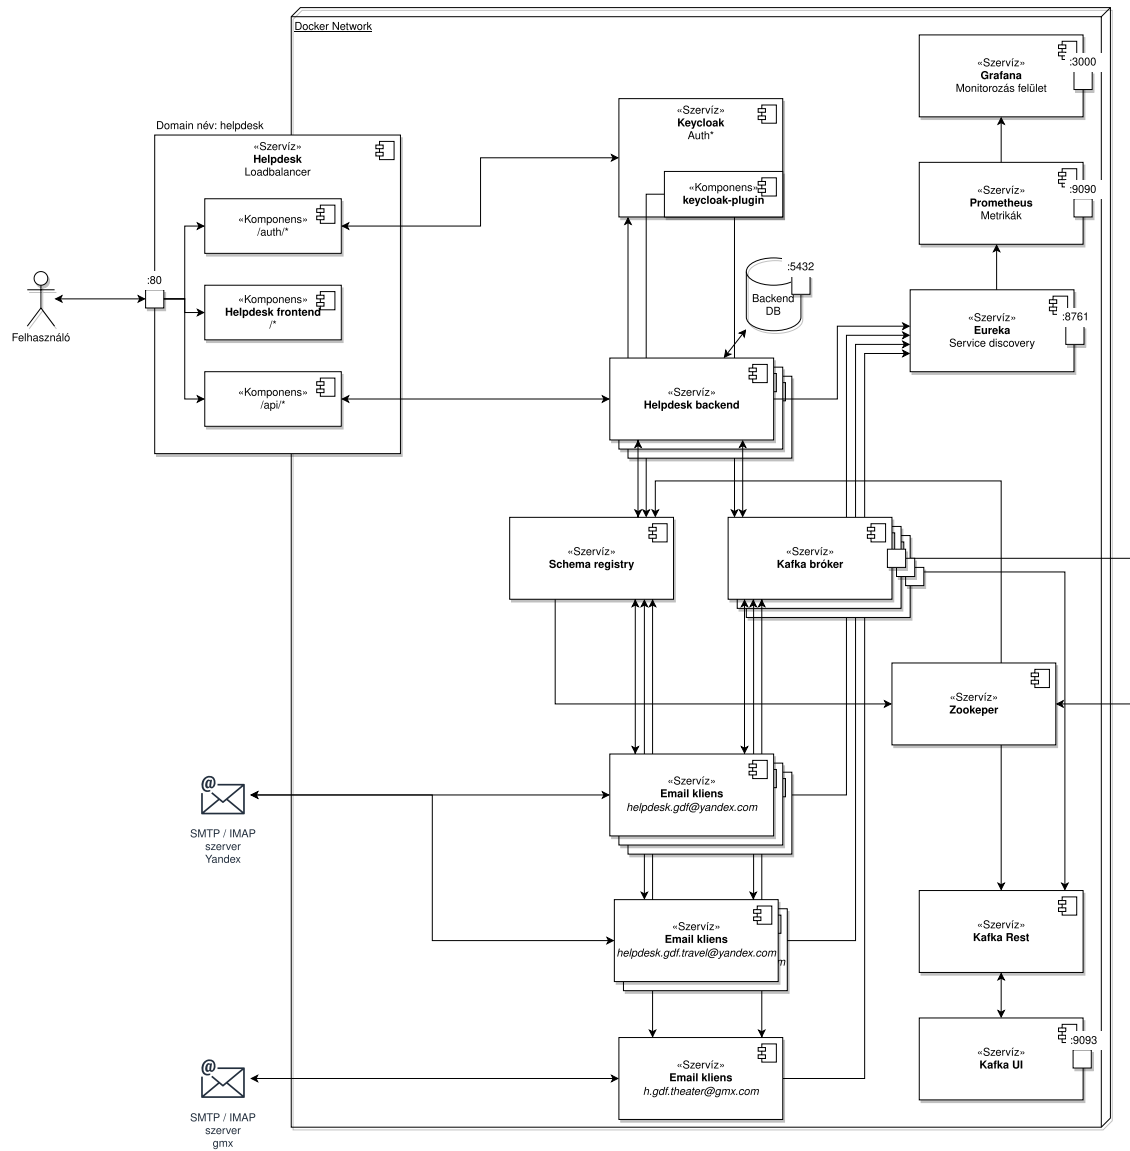 Docker Network
«Szervíz»
Grafana
Monitorozás felület
:3000
«Szervíz»
Keycloak
Auth*
«Komponens»
keycloak-plugin
Domain név: helpdesk
«Szervíz»
Helpdesk
Loadbalancer
«Komponens»
/auth/*
«Komponens»
Helpdesk frontend
/*
«Komponens»
/api/*
:80
Felhasználó
«Szervíz»
Prometheus
Metrikák
:9090
:5432
Backend
DB
«Szervíz»
Eureka
Service discovery
:8761
«Szervíz»
Helpdesk backend
«Szervíz»
Schema registry
«Szervíz»
Kafka bróker
«Szervíz»
Zookeper
«Szervíz»
Email kliens
helpdesk.gdf@yandex.com
@
SMTP / IMAP
szerver
Yandex
«Szervíz»
Email kliens
helpdesk.gdf.travel@yandex.com
m
«Szervíz»
Kafka Rest
«Szervíz»
Kafka UI
:9093
«Szervíz»
Email kliens
h.gdf.theater@gmx.com
@
SMTP / IMAP
szerver
gmx